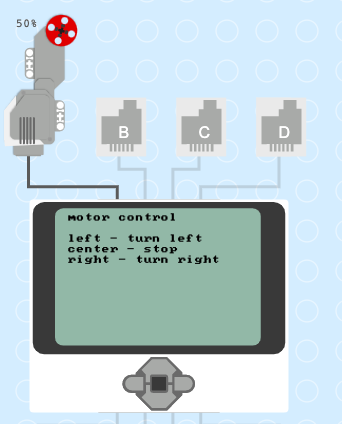 50%
B
C
D
Motor control
left - turn left
center - stop
right - turn right